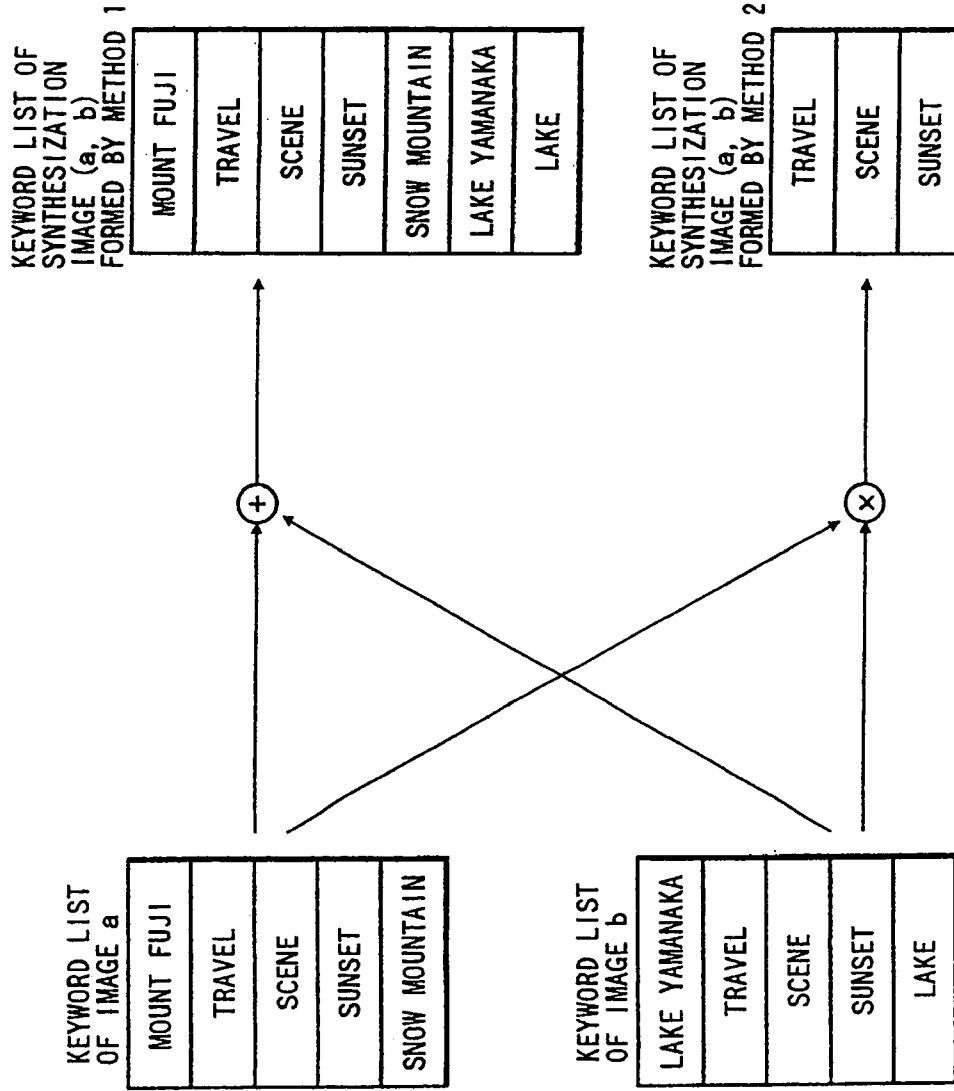 KEYWORD LIST
OF IMAGE a
MOUNT FUJI
TRAVEL
SCENE
SUNSET
SNOW MOUNTAIN
KEYWORD LIST
OF IMAGE b
LAKE YAMANAKA
TRAVEL
SCENE
SUNSET
LAKE
+
×
KEYWORD LIST OF
SYNTHESIZATION
IMAGE (a, b)
FORMED BY METHOD 1
MOUNT FUJI
TRAVEL
SCENE
SUNSET
SNOW MOUNTAIN
LAKE YAMANAKA
LAKE
KEYWORD LIST OF
SYNTHESIZATION
IMAGE (a, b)
FORMED BY METHOD 2
TRAVEL
SCENE
SUNSET